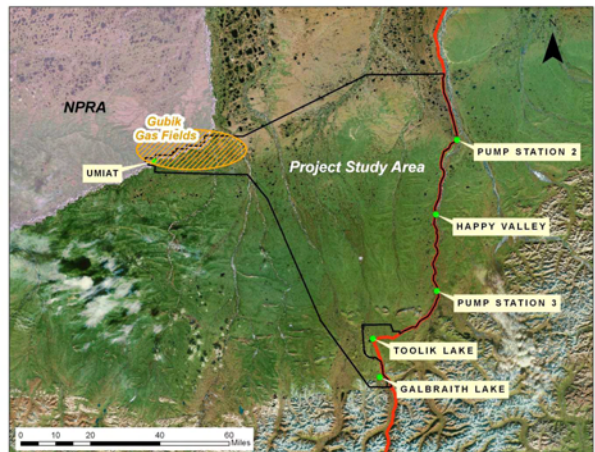 NPRA
Gubik
Gas Fields
UMIAT
Project Study Area
PUMP STATION 2
HAPPY VALLEY
PUMP STATION 3
TOOLIK LAKE
GALBRAITH LAKE
0 10 20 40 60
Miles